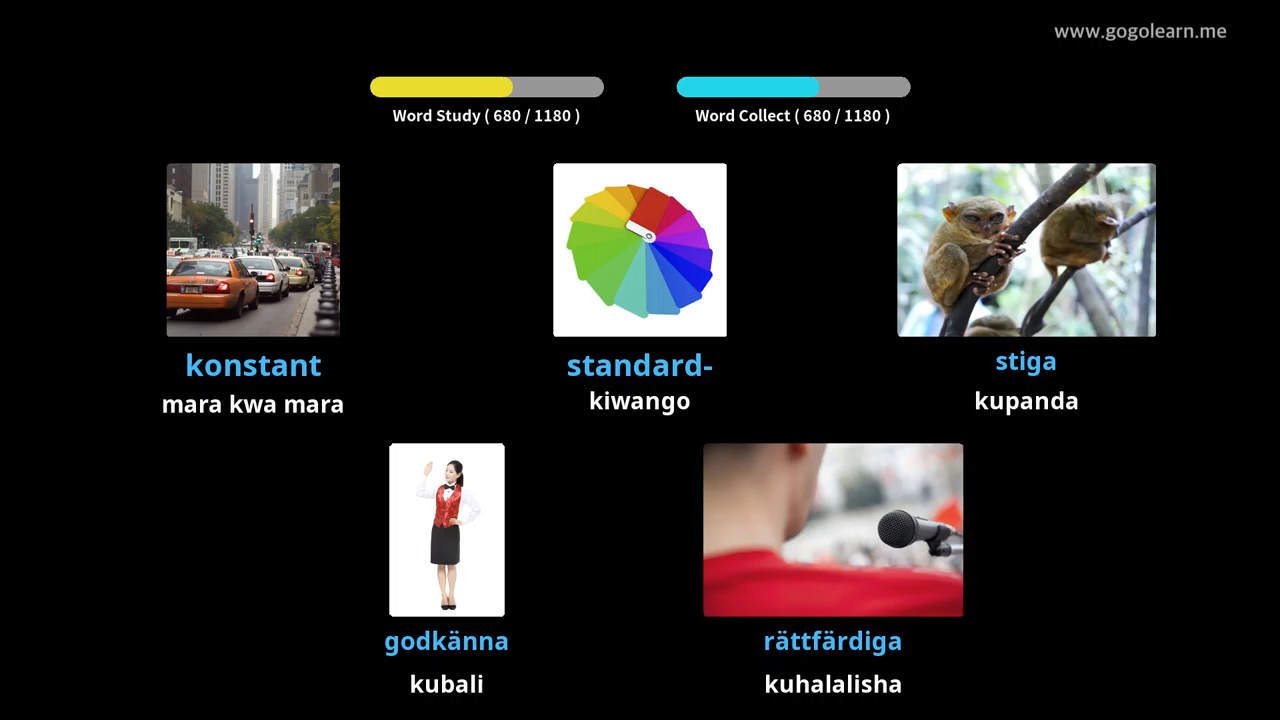 www.gogolearn.me
Word Study ( 680 / 1180 )
Word Collect ( 680 / 1180 )
konstant
mara kwa mara
standard-
kiwango
stiga
kupanda
godkänna
kubali
rättfärdiga
kuhalalisha